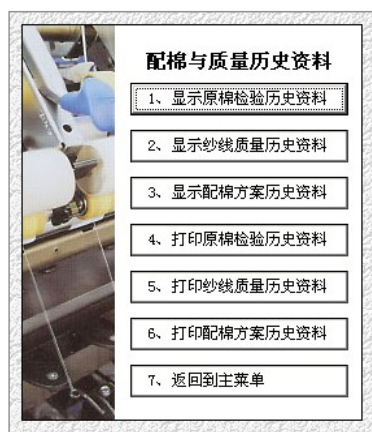 配棉与质量历史资料
1、显示原棉检验历史资料
2、显示纱线质量历史资料
3、显示配棉方案历史资料
4、打印原棉检验历史资料
5、打印纱线质量历史资料
6、打印配棉方案历史资料
7、返回到主菜单